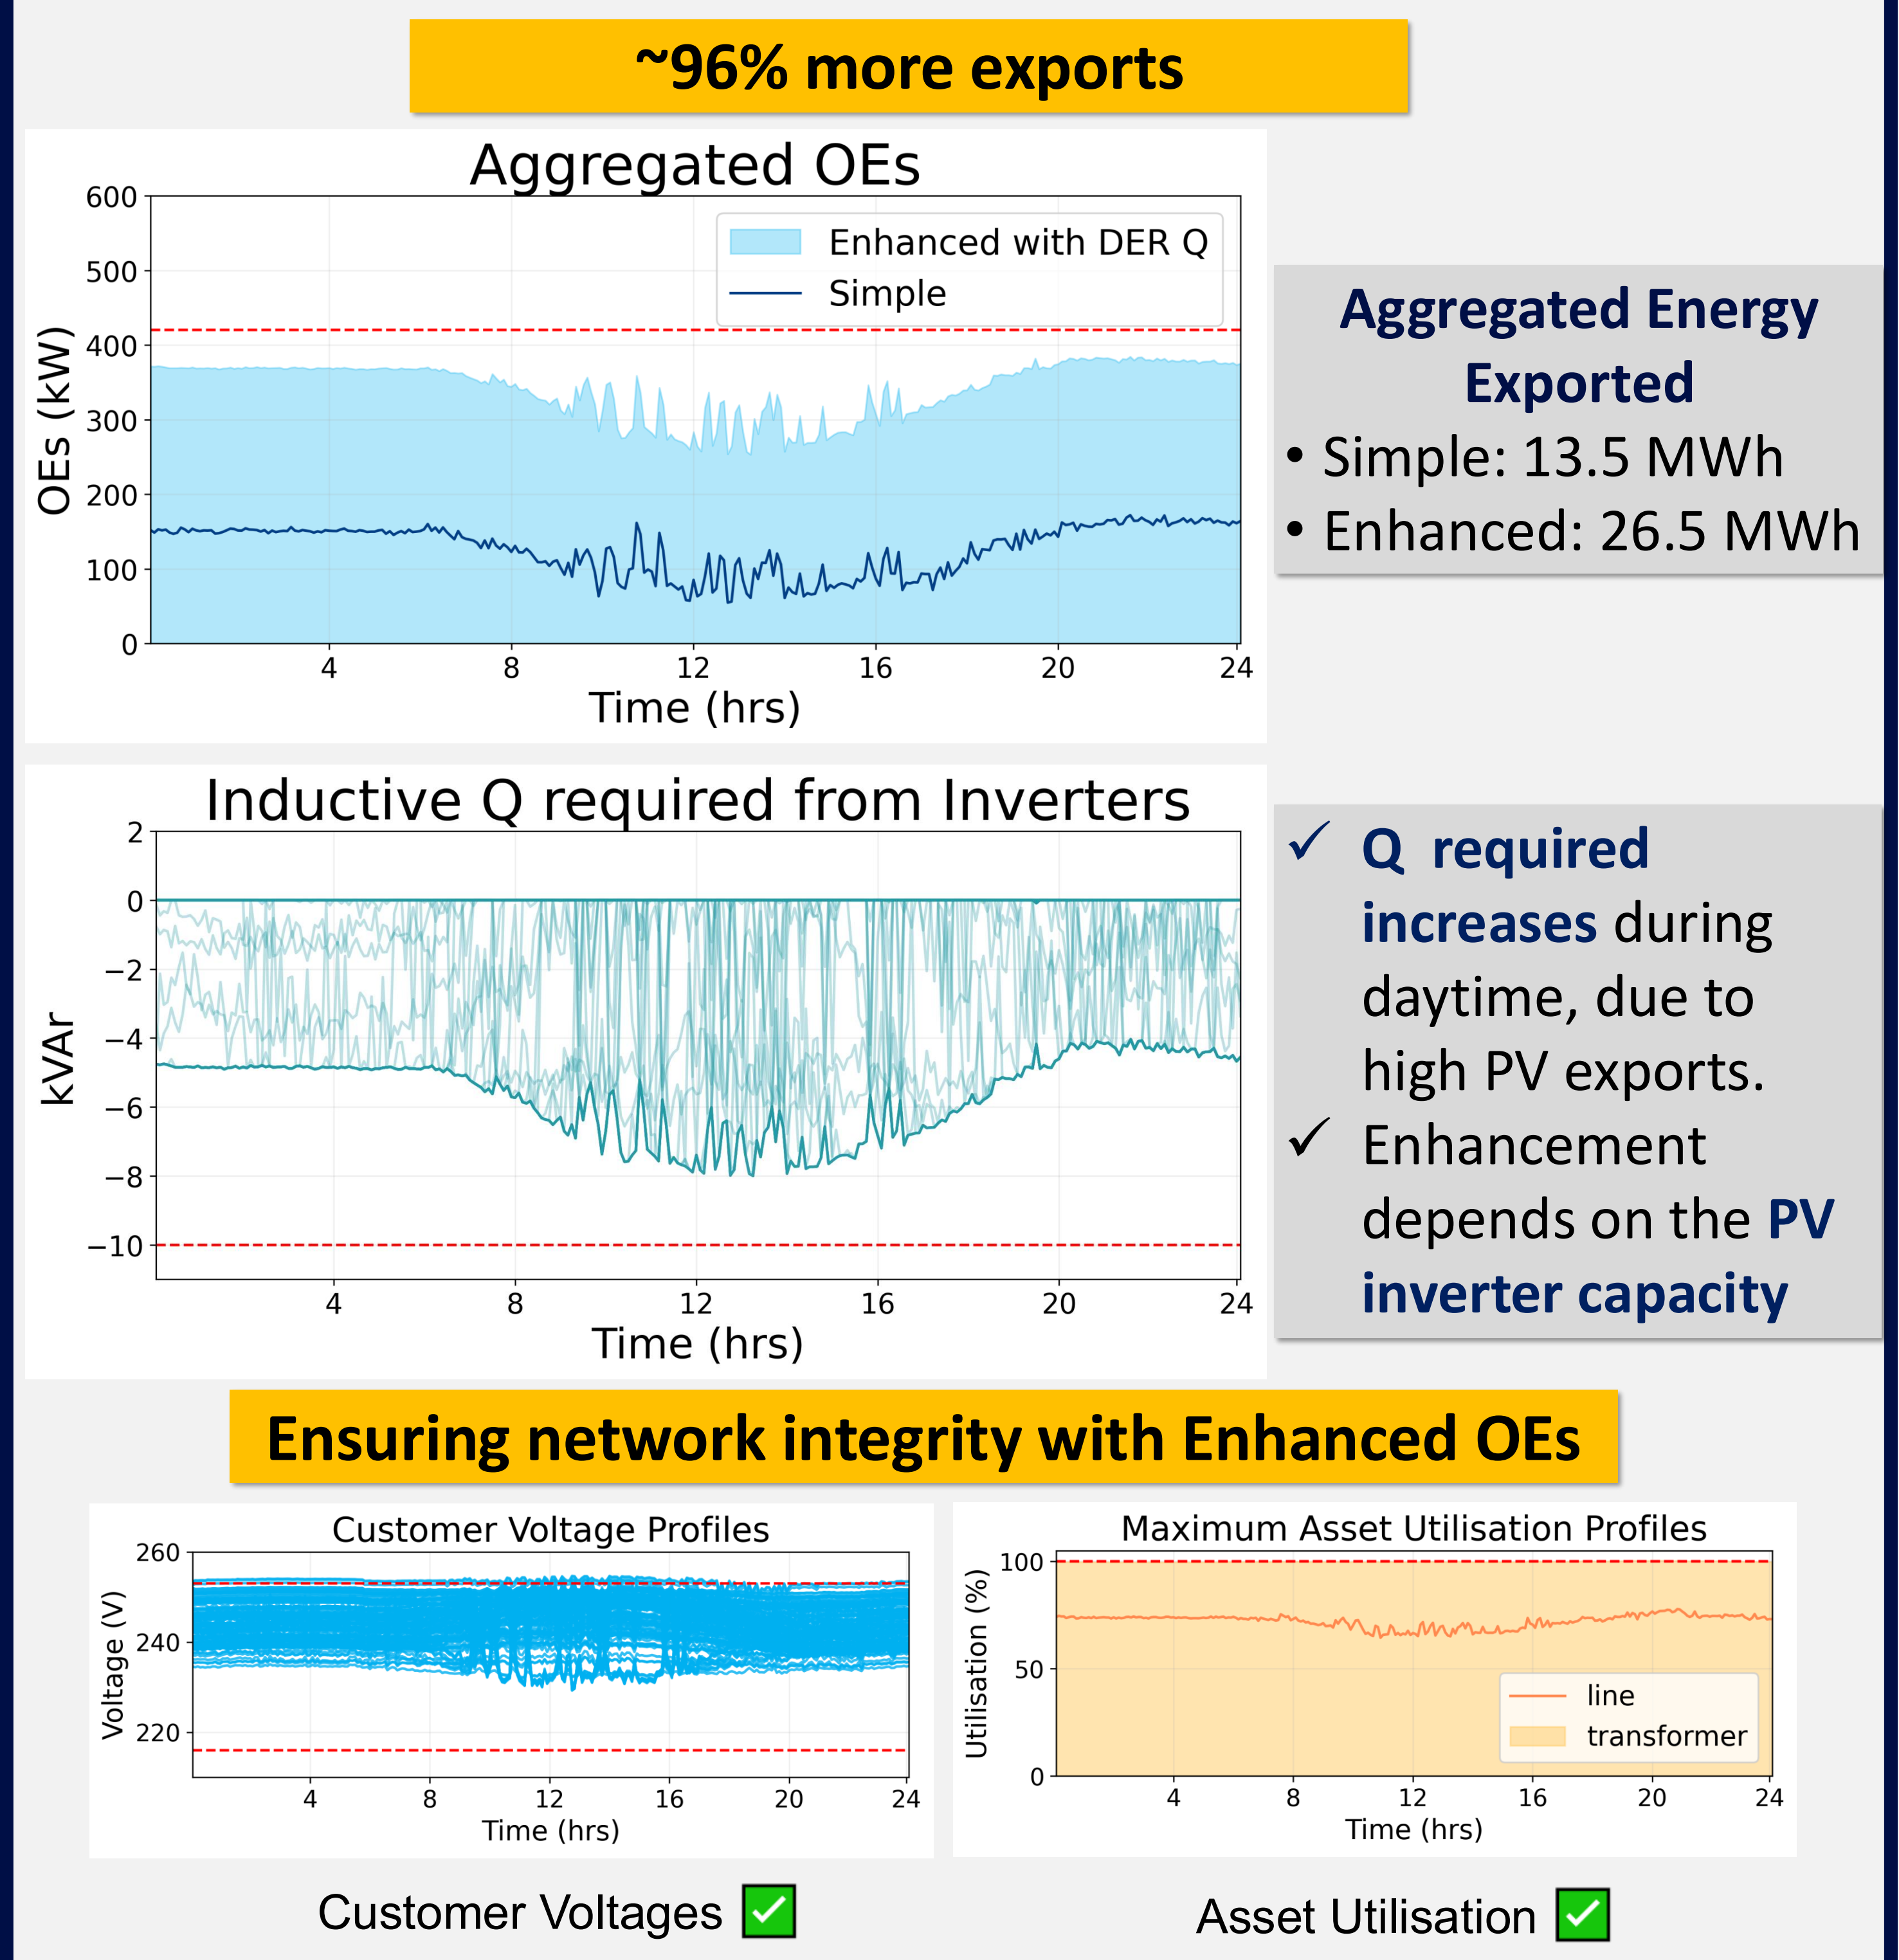 ~96% more exports
Aggregated OEs
600
500
400
300
200
100
0
OEs (kW)
Enhanced with DER Q
Simple
4 8 12 16 20 24
Time (hrs)
Aggregated Energy
Exported
• Simple: 13.5 MWh
• Enhanced: 26.5 MWh
Inductive Q required from Inverters
2
0
−2
−4
−6
−8
−10
kVAr
4 8 12 16 20 24
Time (hrs)
✓ Q required
increases during
daytime, due to
high PV exports.
✓ Enhancement
depends on the PV
inverter capacity
Ensuring network integrity with Enhanced OEs
Customer Voltage Profiles
260
240
220
Voltage (V)
4 8 12 16 20 24
Time (hrs)
Customer Voltages
Maximum Asset Utilisation Profiles
100
50
0
Utilisation (%)
line
transformer
4 8 12 16 20 24
Time (hrs)
Asset Utilisation